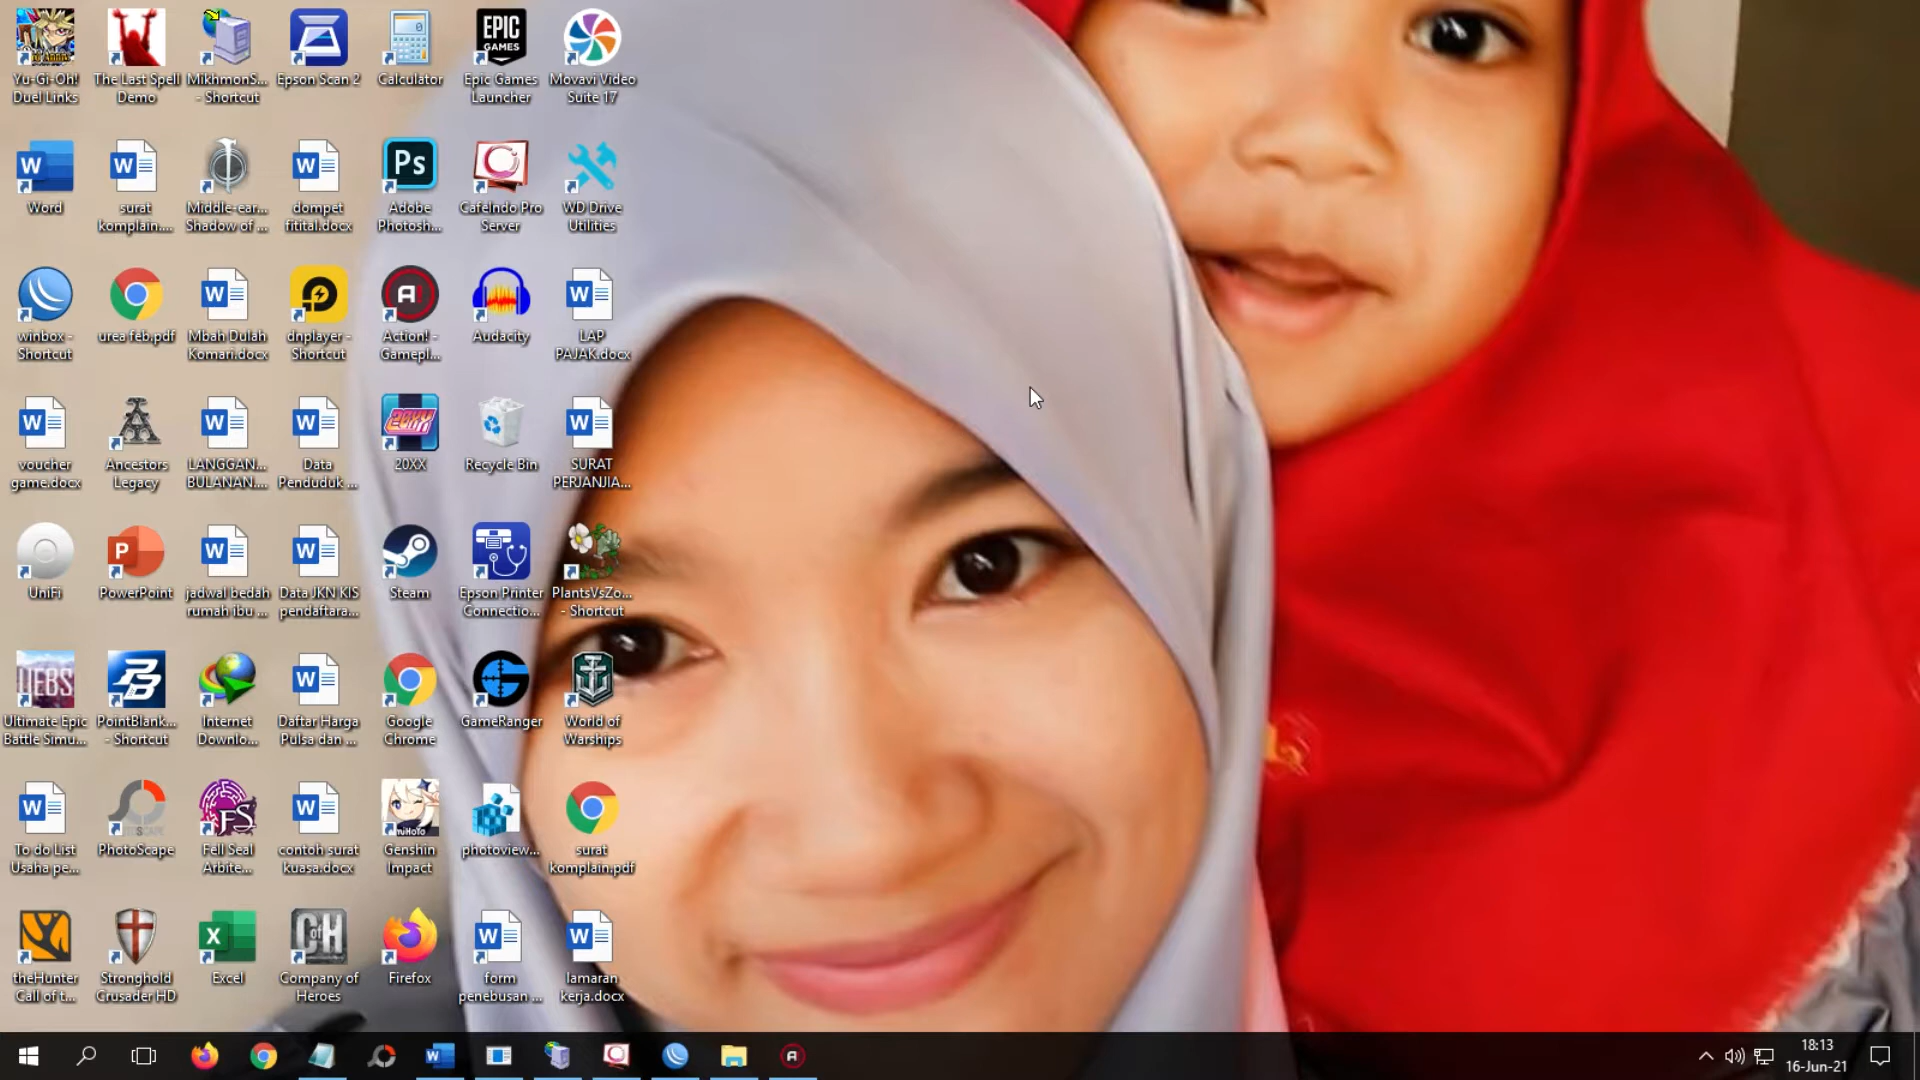 Yu-Gi-Oh!
Duel Links
The Last Spell
Demo
MikhmonS...
- Shortcut
Epson Scan 2
Calculator
EPIC
GAMES
Epic Games
Launcher
Movavi Video
Suite 17
Word
surat
komplain....
Middle-ear...
Shadow of ...
dompet
fitital.docx
Ps
Adobe
Photosh...
CafeIndo Pro
Server
WD Drive
Utilities
winbox -
Shortcut
urea feb.pdf
Mbah Dulah
Komari.docx
dnplayer -
Shortcut
Action! -
Gamepl...
Audacity
LAP
PAJAK.docx
voucher
game.docx
Ancestors
Legacy
LANGGAN...
BULANAN....
Data
Penduduk ...
20XX
20XX
Recycle Bin
SURAT
PERJANJIA...
UniFi
PowerPoint
jadwal bedah
rumah ibu ...
Data JKN KIS
pendaftara...
Steam
Epson Printer
Connectio...
PlantsVsZo...
- Shortcut
UEBS
Ultimate Epic
Battle Simu...
PointBlank...
- Shortcut
Internet
Downlo...
Daftar Harga
Pulsa dan ...
Google
Chrome
GameRanger
World of
Warships
To do List
Usaha pe...
PhotoScape
FS
Fell Seal
Arbite...
contoh surat
kuasa.docx
Genshin
Impact
photoview...
surat
komplain.pdf
theHunter
Call of t...
Stronghold
Crusader HD
Excel
CofH
Company of
Heroes
Firefox
form
penebusan ...
lamaran
kerja.docx
18:13
16-Jun-21